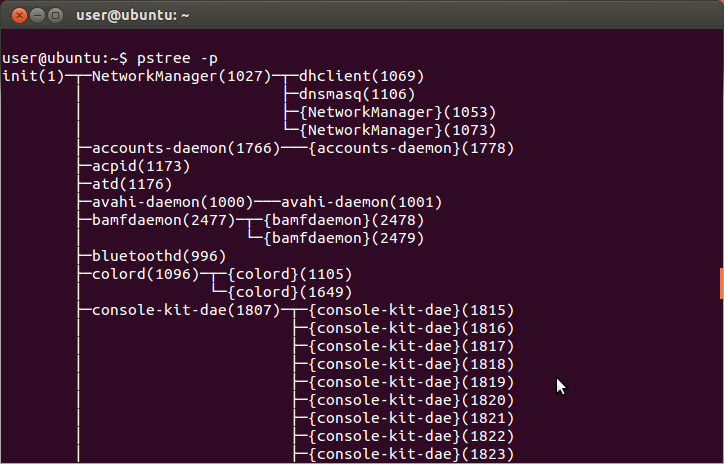 user@ubuntu: ~
user@ubuntu:~$ pstree -p
init(1)─┬─NetworkManager(1027)─┬─dhclient(1069)
        │                      ├─dnsmasq(1106)
        │                      ├─{NetworkManager}(1053)
        │                      └─{NetworkManager}(1073)
        ├─accounts-daemon(1766)───{accounts-daemon}(1778)
        ├─acpid(1173)
        ├─atd(1176)
        ├─avahi-daemon(1000)───avahi-daemon(1001)
        ├─bamfdaemon(2477)─┬─{bamfdaemon}(2478)
        │                  └─{bamfdaemon}(2479)
        ├─bluetoothd(996)
        ├─colord(1096)─┬─{colord}(1105)
        │              └─{colord}(1649)
        ├─console-kit-dae(1807)─┬─{console-kit-dae}(1815)
        │                       ├─{console-kit-dae}(1816)
        │                       ├─{console-kit-dae}(1817)
        │                       ├─{console-kit-dae}(1818)
        │                       ├─{console-kit-dae}(1819)
        │                       ├─{console-kit-dae}(1820)
        │                       ├─{console-kit-dae}(1821)
        │                       ├─{console-kit-dae}(1822)
        │                       ├─{console-kit-dae}(1823)